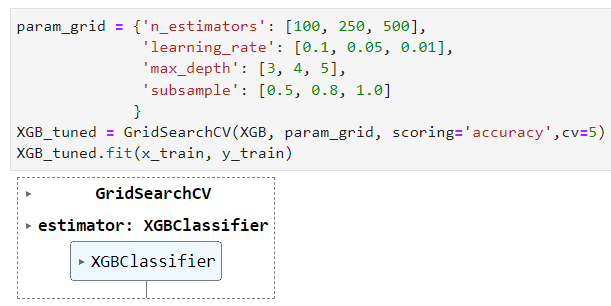 param_grid = {'n_estimators': [100, 250, 500],
'learning_rate': [0.1, 0.05, 0.01],
'max_depth': [3, 4, 5],
'subsample': [0.5, 0.8, 1.0]
}
XGB_tuned = GridSearchCV(XGB, param_grid, scoring='accuracy',cv=5)
XGB_tuned.fit(x_train, y_train)
GridSearchCV
estimator: XGBClassifier
XGBClassifier